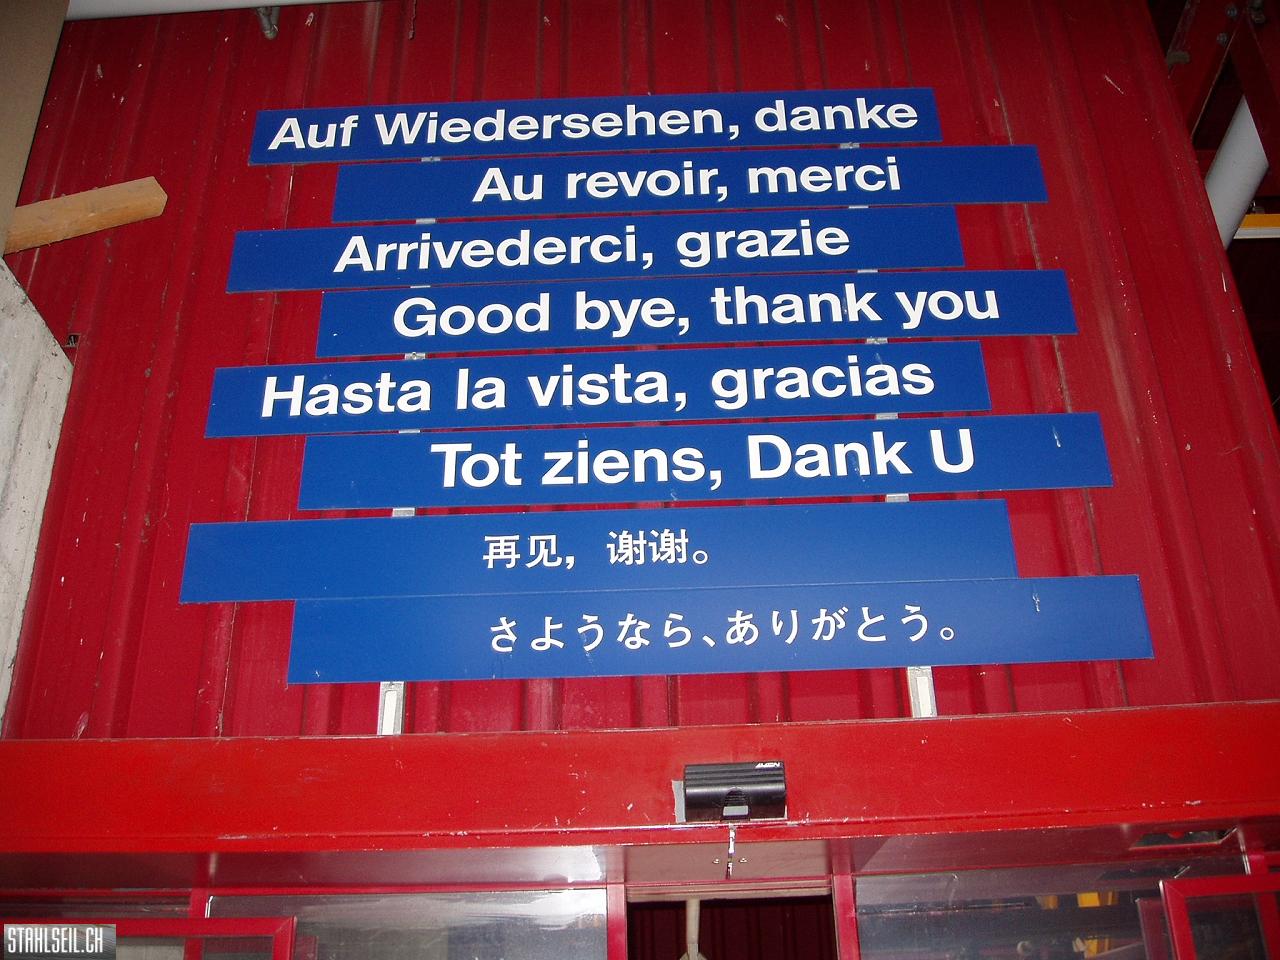 Auf Wiedersehen, danke
Au revoir, merci
Arrivederci, grazie
Good bye, thank you
Hasta la vista, gracias
Tot ziens, Dank U
再见，谢谢。
さようなら、ありがとう。
STAHLSEIL.CH